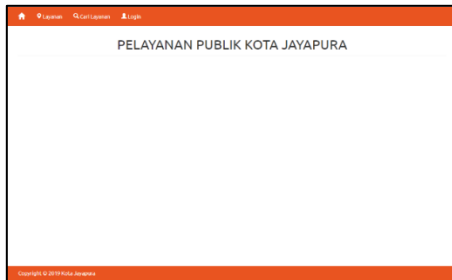 Layanan Cari Layanan Login
PELAYANAN PUBLIK KOTA JAYAPURA
Copyright © 2019 Kota Jayapura